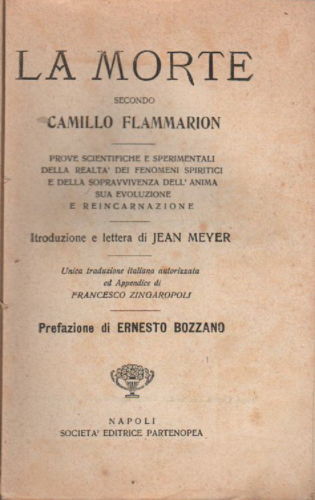 LA MORTE
SECONDO
CAMILLO FLAMMARION
PROVE SCIENTIFICHE E SPERIMENTALI
DELLA REALTA' DEI FENOMENI SPIRITICI
E DELLA SOPRAVVIVENZA DELL' ANIMA
SUA EVOLUZIONE
E REINCARNAZIONE
Itroduzione e lettera di JEAN MEYER
Unica traduzione italiana autorizzata
ed Appendice di
FRANCESCO ZINGAROPOLI
Prefazione di ERNESTO BOZZANO
NAPOLI
SOCIETA' EDITRICE PARTENOPEA